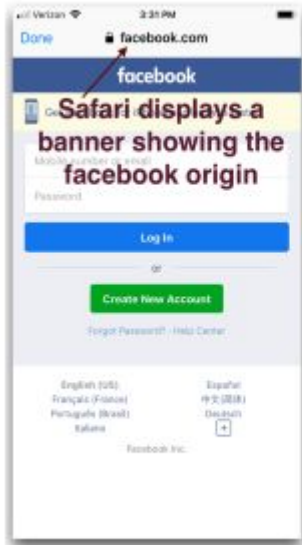 Verizon 3:31 PM
Done facebook.com
facebook
Safari displays a
banner showing the
facebook origin
Mobile number or email
Password
Log In
or
Create New Account
Forgot Password? · Help Center
English (US) Español
Français (France) 中文(简体)
Português (Brasil) Deutsch
Italiano +
Facebook Inc.